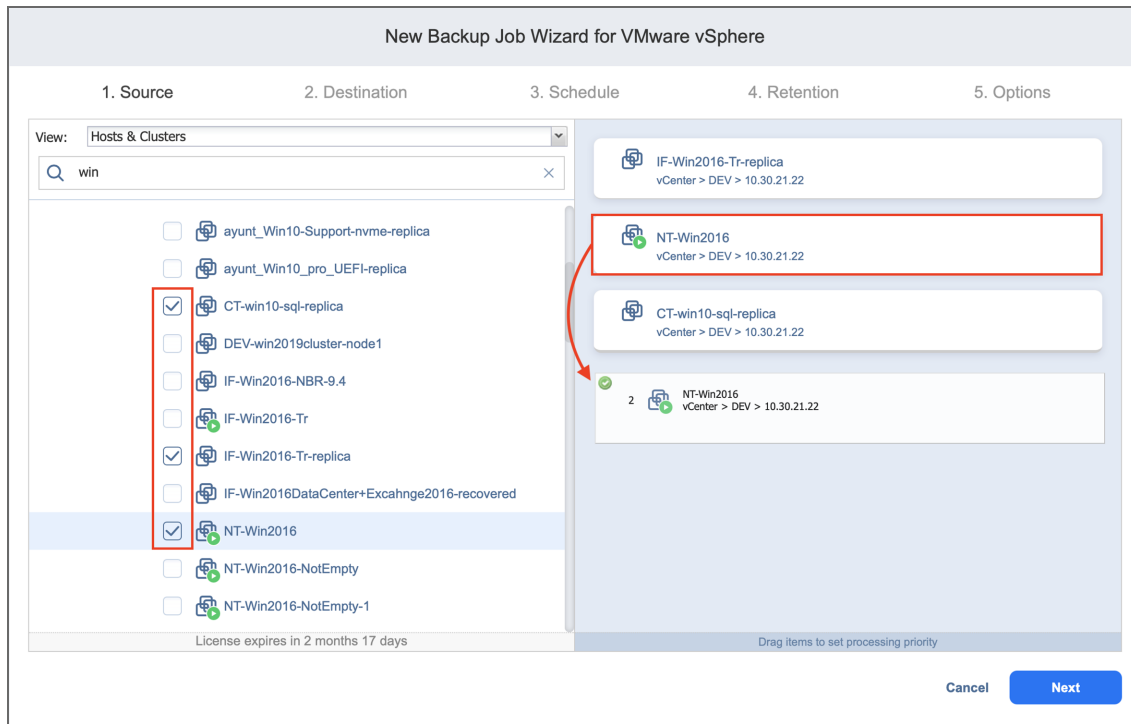 New Backup Job Wizard for VMware vSphere
1. Source
2. Destination
3. Schedule
4. Retention
5. Options
View:
Hosts & Clusters
win
ayunt_Win10-Support-nvme-replica
ayunt_Win10_pro_UEFI-replica
CT-win10-sql-replica
DEV-win2019cluster-node1
IF-Win2016-NBR-9.4
IF-Win2016-Tr
IF-Win2016-Tr-replica
IF-Win2016DataCenter+Excahnge2016-recovered
NT-Win2016
NT-Win2016-NotEmpty
NT-Win2016-NotEmpty-1
License expires in 2 months 17 days
IF-Win2016-Tr-replica
vCenter > DEV > 10.30.21.22
NT-Win2016
vCenter > DEV > 10.30.21.22
CT-win10-sql-replica
vCenter > DEV > 10.30.21.22
2
NT-Win2016
vCenter > DEV > 10.30.21.22
Drag items to set processing priority
Cancel
Next